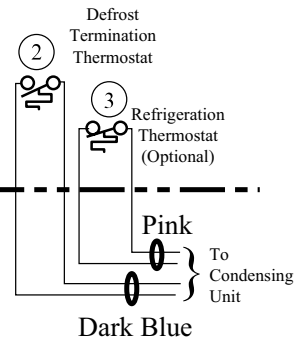 Defrost
Termination
Thermostat
2
3
Refrigeration
Thermostat
(Optional)
Pink
To
Condensing
Unit
Dark Blue